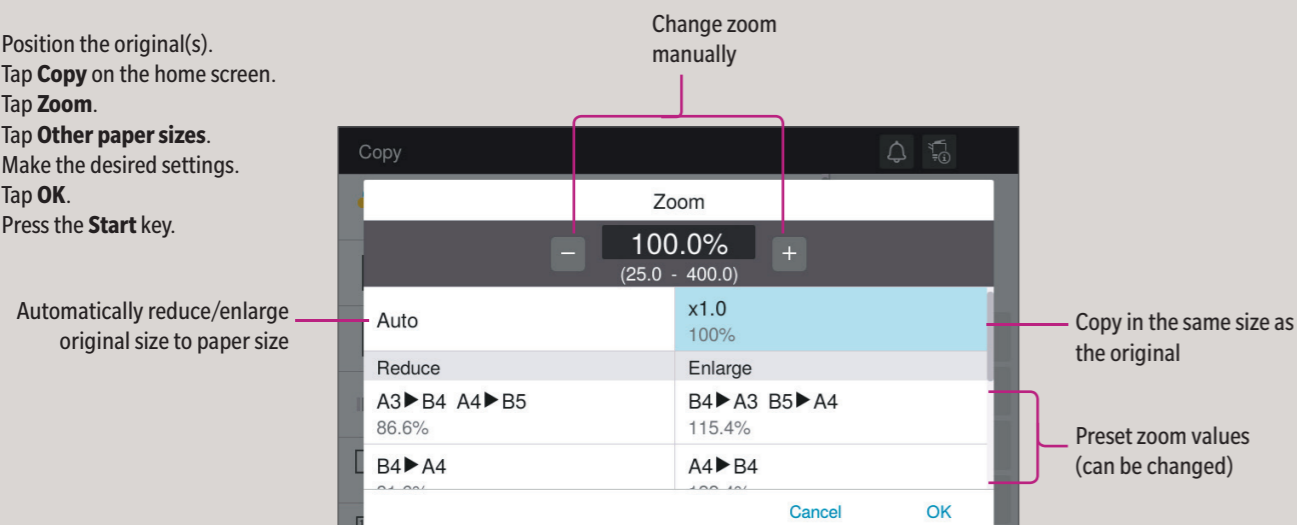 Position the original(s).
Tap Copy on the home screen.
Tap Zoom.
Tap Other paper sizes.
Make the desired settings.
Tap OK.
Press the Start key.
Change zoom
manually
Copy
Zoom
− 100.0% +
(25.0 - 400.0)
Automatically reduce/enlarge
original size to paper size
Auto
x1.0
100%
Copy in the same size as
the original
Reduce
Enlarge
A3▶B4 A4▶B5
86.6%
B4▶A3 B5▶A4
115.4%
Preset zoom values
(can be changed)
B4▶A4
A4▶B4
Cancel
OK